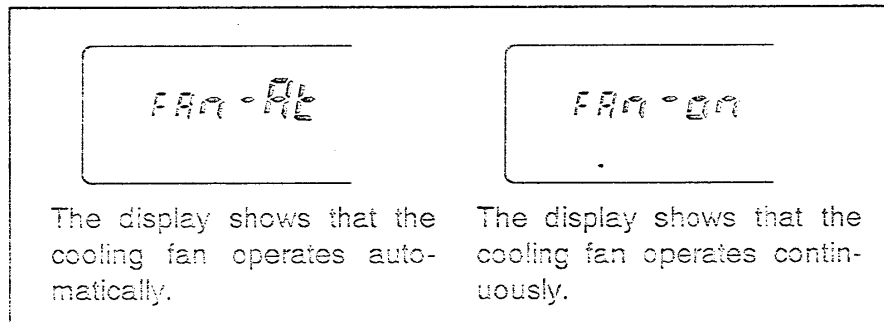 FAn-At
FAn-on
The display shows that the
cooling fan operates auto-
matically.
The display shows that the
cooling fan operates contin-
uously.